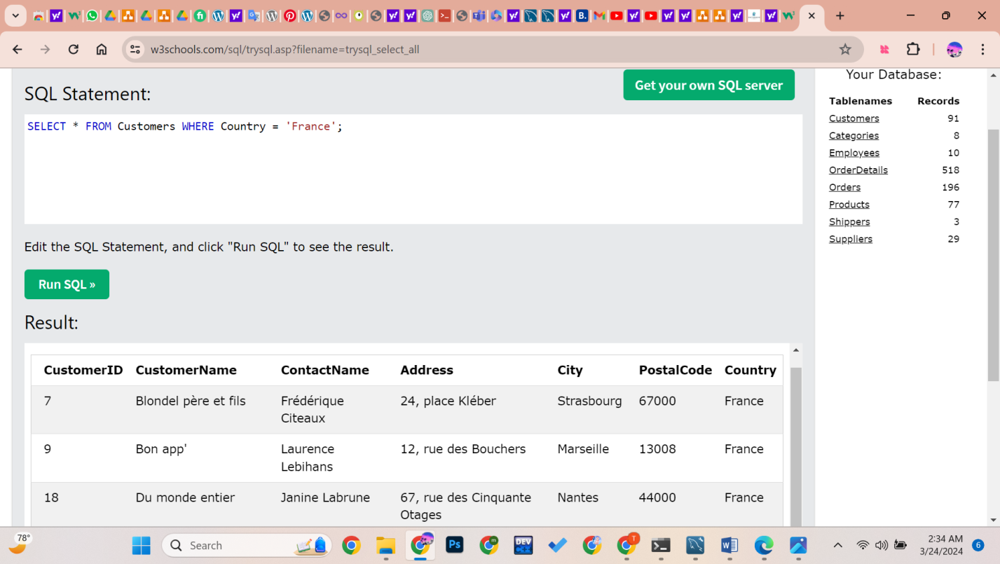 w3schools.com/sql/trysql.asp?filename=trysql_select_all
Get your own SQL server
SQL Statement:
SELECT * FROM Customers WHERE Country = 'France';
Edit the SQL Statement, and click "Run SQL" to see the result.
Run SQL »
Result:
CustomerID CustomerName ContactName Address City PostalCode Country
7 Blondel père et fils Frédérique Citeaux 24, place Kléber Strasbourg 67000 France
9 Bon app' Laurence Lebihans 12, rue des Bouchers Marseille 13008 France
18 Du monde entier Janine Labrune 67, rue des Cinquante Otages Nantes 44000 France
Your Database:
Tablenames Records
Customers 91
Categories 8
Employees 10
OrderDetails 518
Orders 196
Products 77
Shippers 3
Suppliers 29
78°
Search
Ps
DEV
2:34 AM
3/24/2024
6